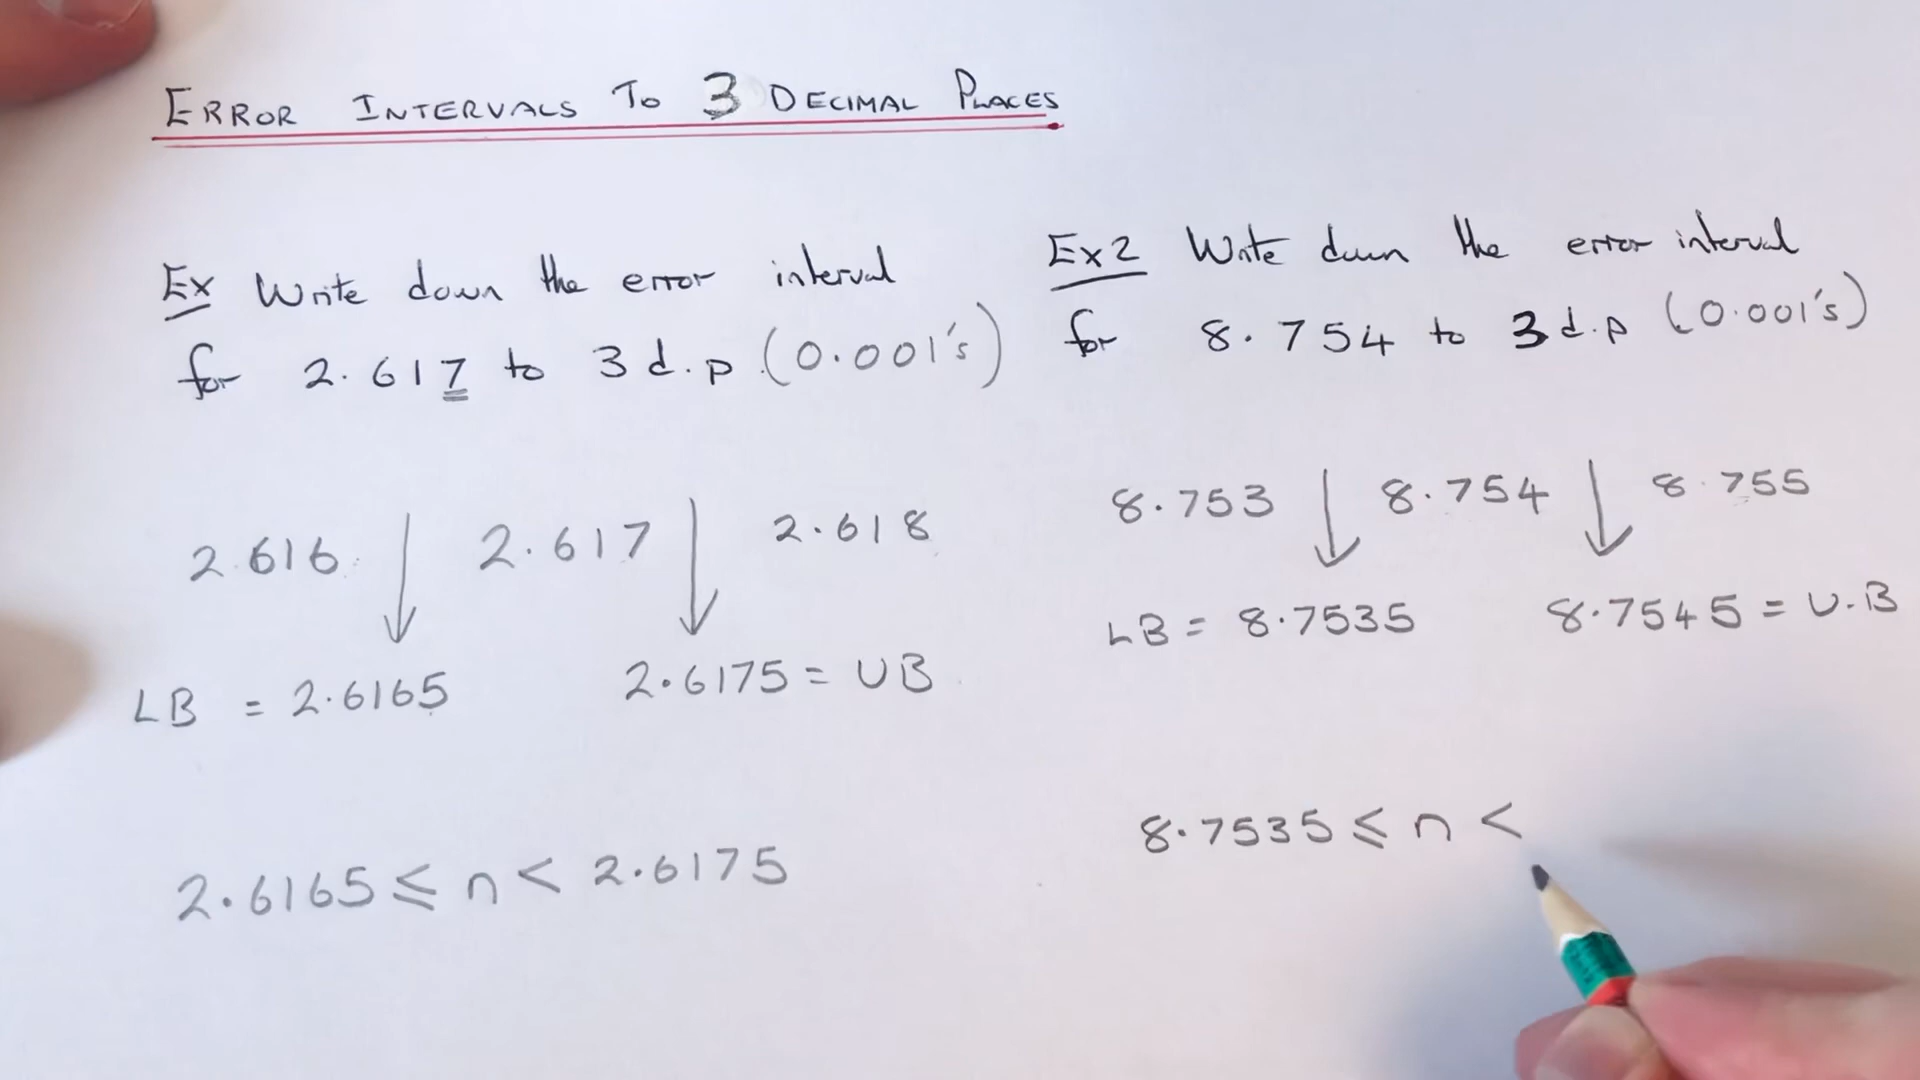 ERROR INTERVALS TO 3 DECIMAL PLACES
Ex Write down the error interval
for 2.617 to 3 d.p (0.001's)
2.616 2.617 2.618
LB = 2.6165 2.6175 = UB
2.6165 ≤ n < 2.6175
Ex2 Write down the error interval
for 8.754 to 3 d.p (0.001's)
8.753 8.754 8.755
LB = 8.7535 8.7545 = U.B
8.7535 ≤ n <